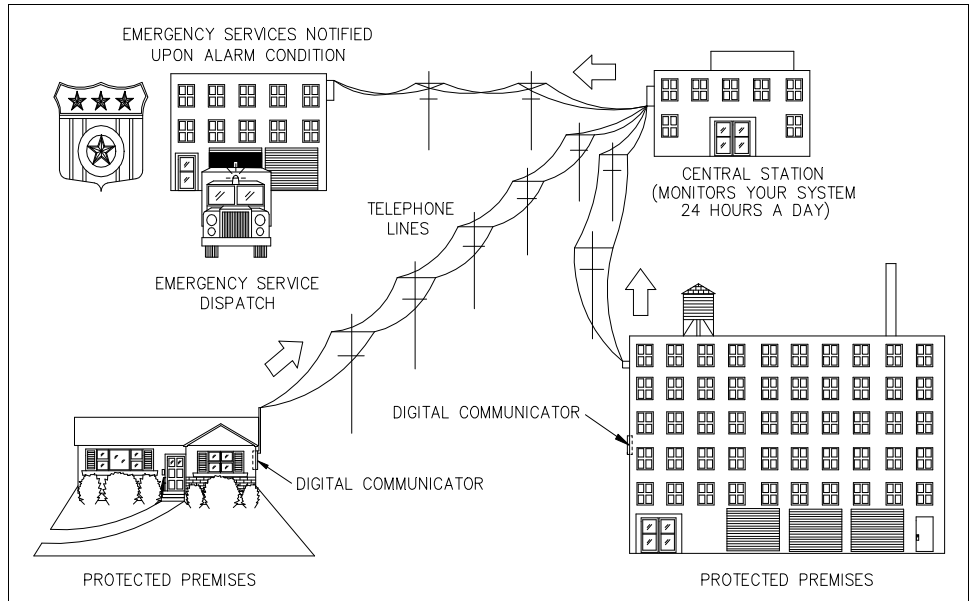 EMERGENCY SERVICES NOTIFIED
UPON ALARM CONDITION
CENTRAL STATION
(MONITORS YOUR SYSTEM
24 HOURS A DAY)
TELEPHONE
LINES
EMERGENCY SERVICE
DISPATCH
DIGITAL COMMUNICATOR
DIGITAL COMMUNICATOR
PROTECTED PREMISES
PROTECTED PREMISES